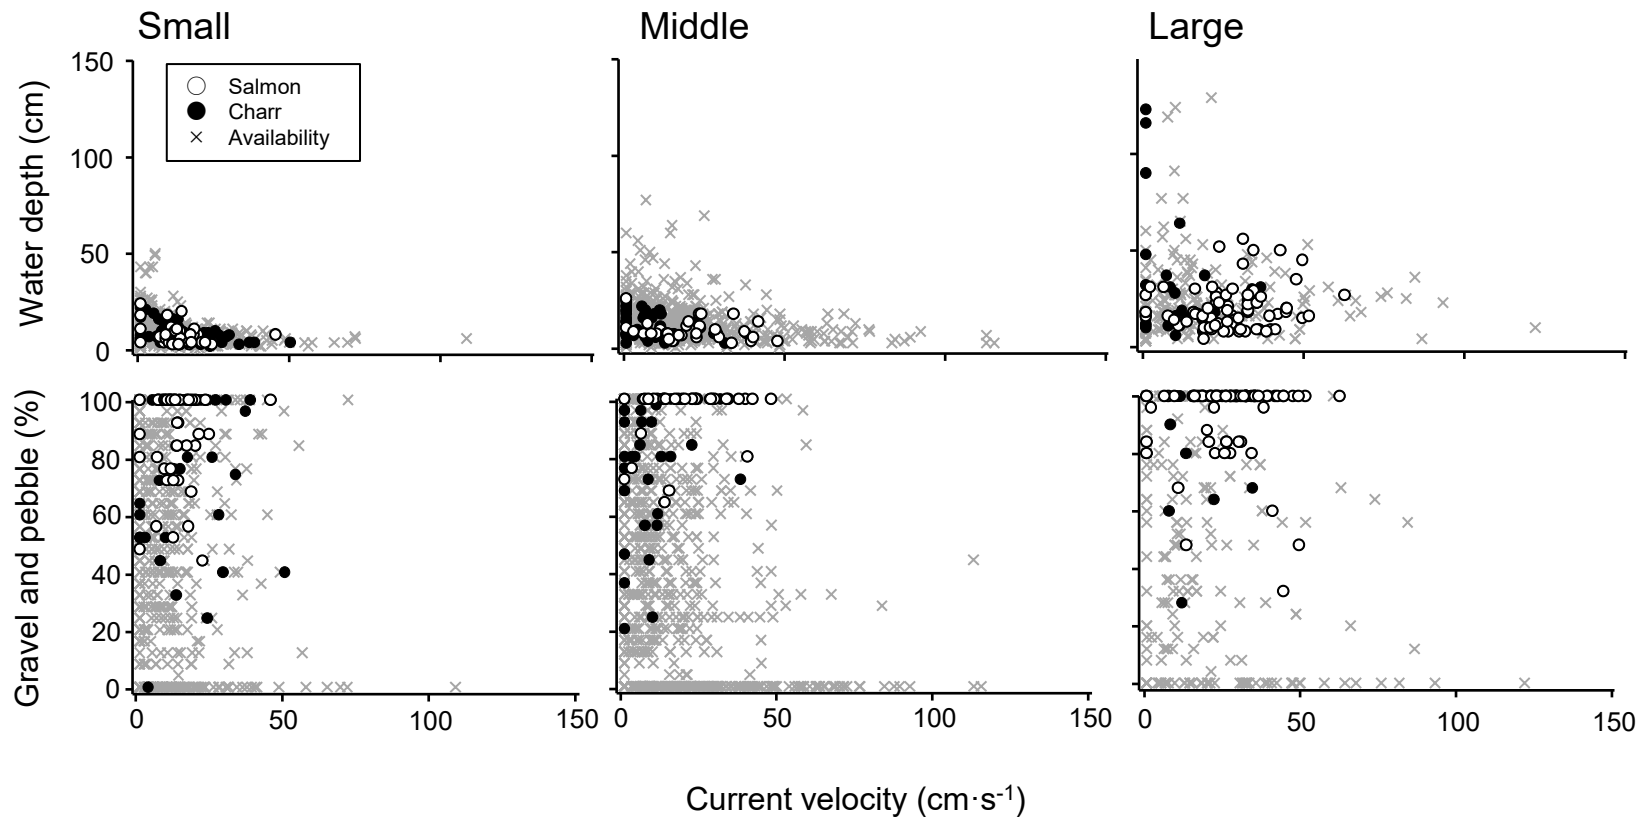 Small Middle Large
Water depth (cm)
150
100
50
0
Salmon
Charr
Availability
Gravel and pebble (%)
100
80
60
40
20
0
0 50 100 150 0 50 100 150 0 50 100 150
Current velocity (cm·s-1)